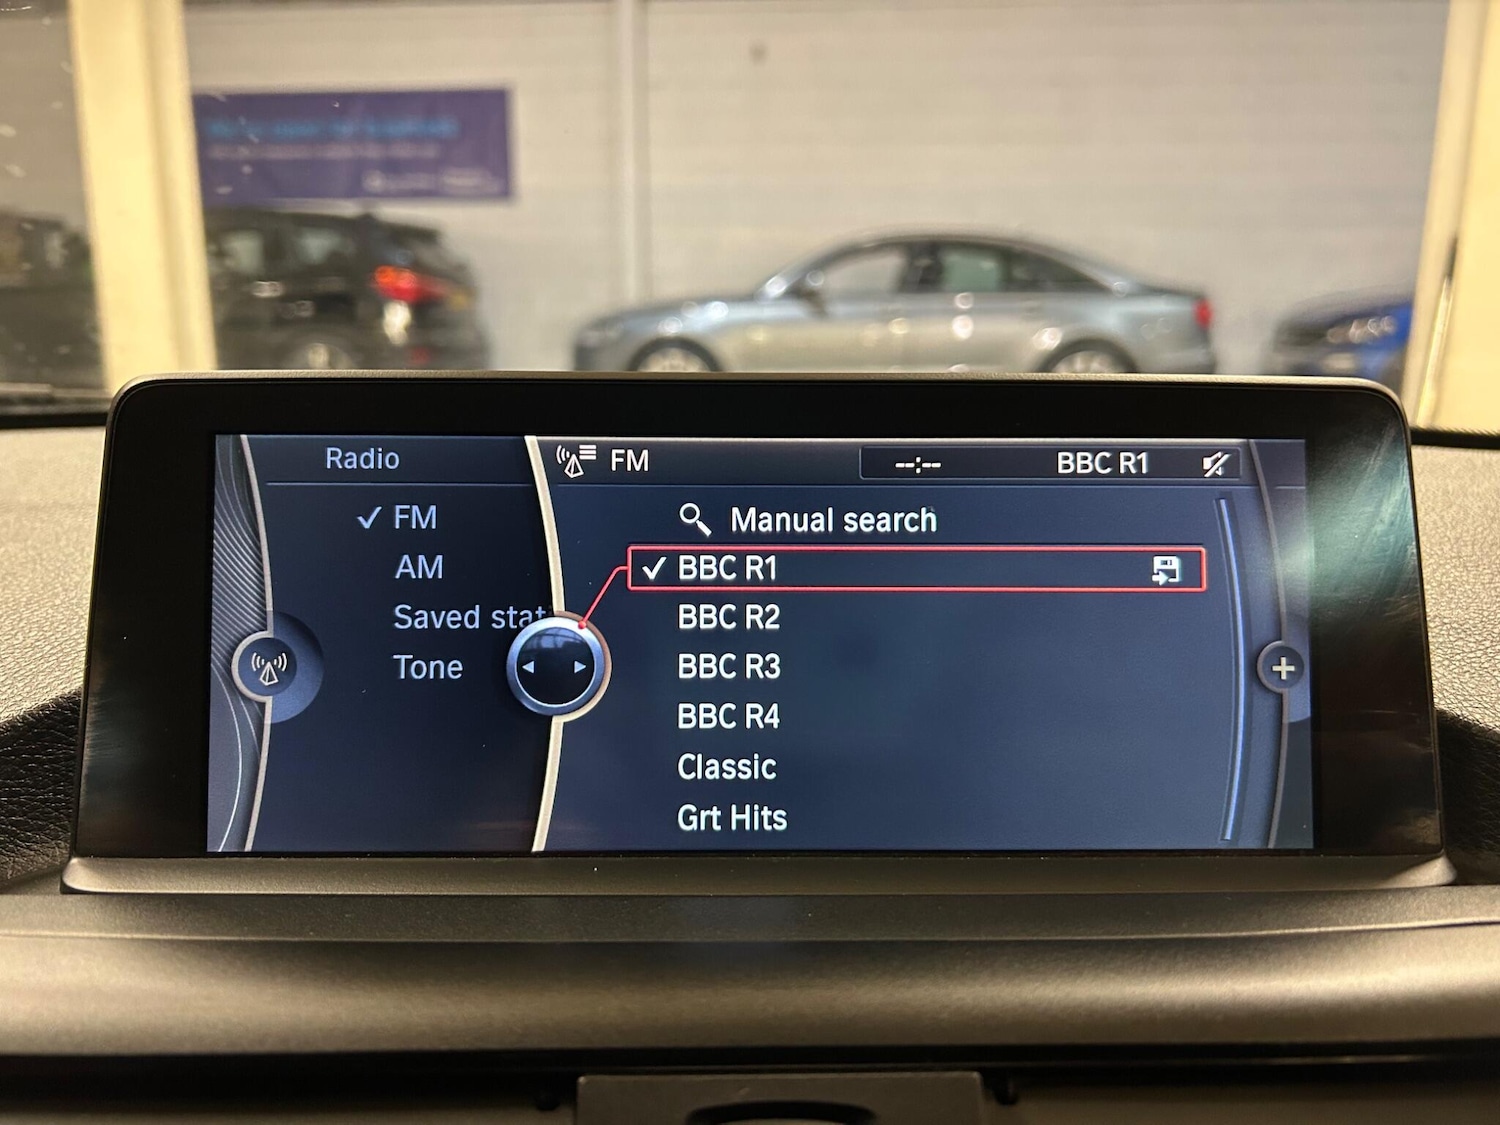 Radio
FM
AM
Saved stat
Tone
FM
--:--
BBC R1
Manual search
BBC R1
BBC R2
BBC R3
BBC R4
Classic
Grt Hits